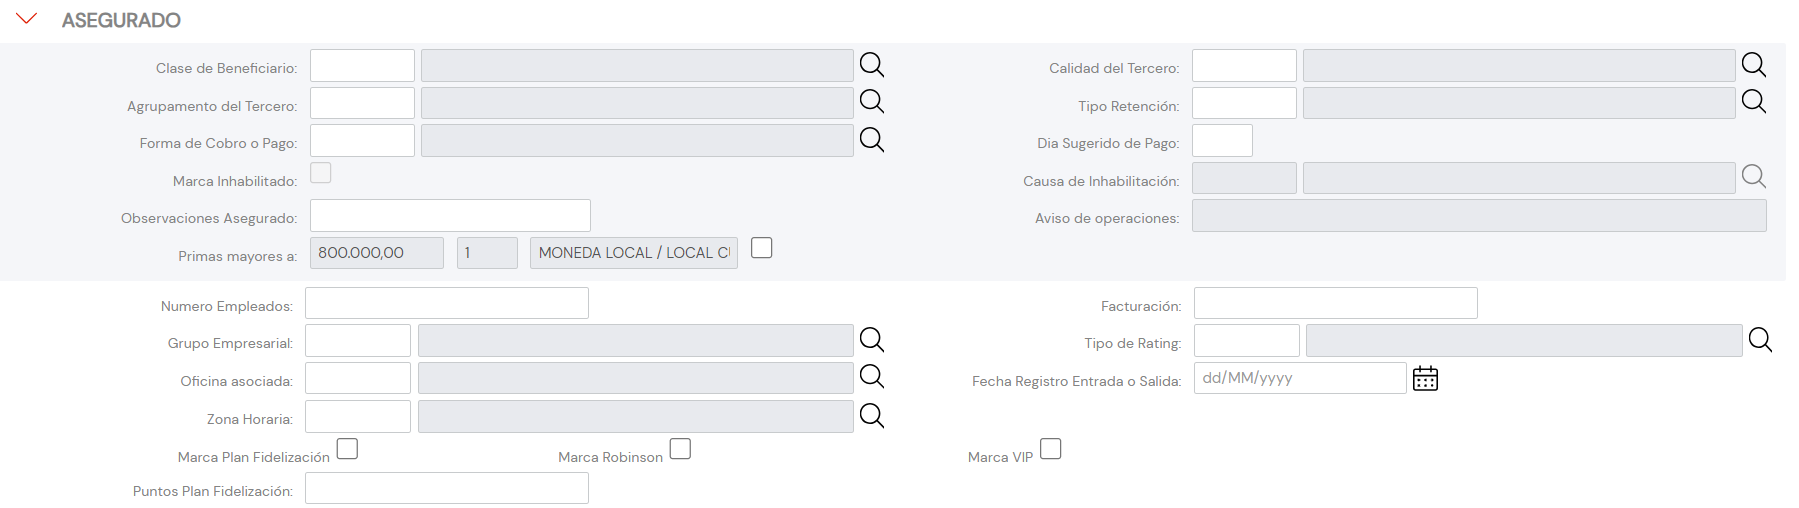 ASEGURADO
Clase de Beneficiario:
Calidad del Tercero:
Agrupamento del Tercero:
Tipo Retención:
Forma de Cobro o Pago:
Dia Sugerido de Pago:
Marca Inhabilitado:
Causa de Inhabilitación:
Observaciones Asegurado:
Aviso de operaciones:
Primas mayores a: 800.000,00 1 MONEDA LOCAL / LOCAL
Numero Empleados:
Facturación:
Grupo Empresarial:
Tipo de Rating:
Oficina asociada:
Fecha Registro Entrada o Salida: dd/MM/yyyy
Zona Horaria:
Marca Plan Fidelización
Marca Robinson
Marca VIP
Puntos Plan Fidelización: